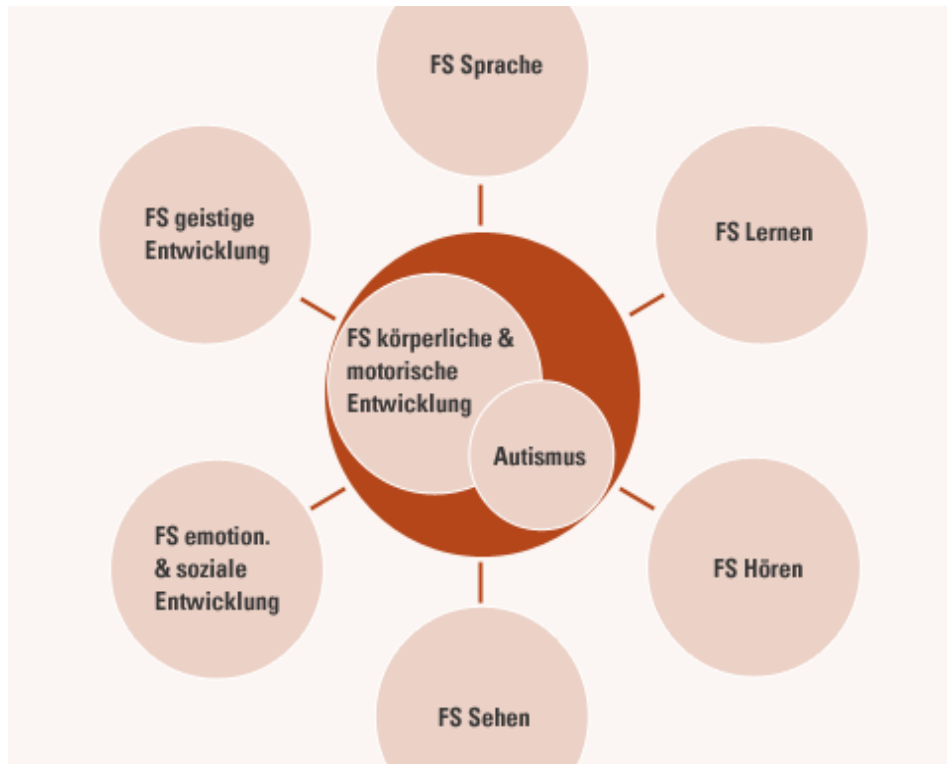 FS Sprache
FS geistige
Entwicklung
FS Lernen
FS körperliche &
motorische
Entwicklung
Autismus
FS emotion.
& soziale
Entwicklung
FS Hören
FS Sehen